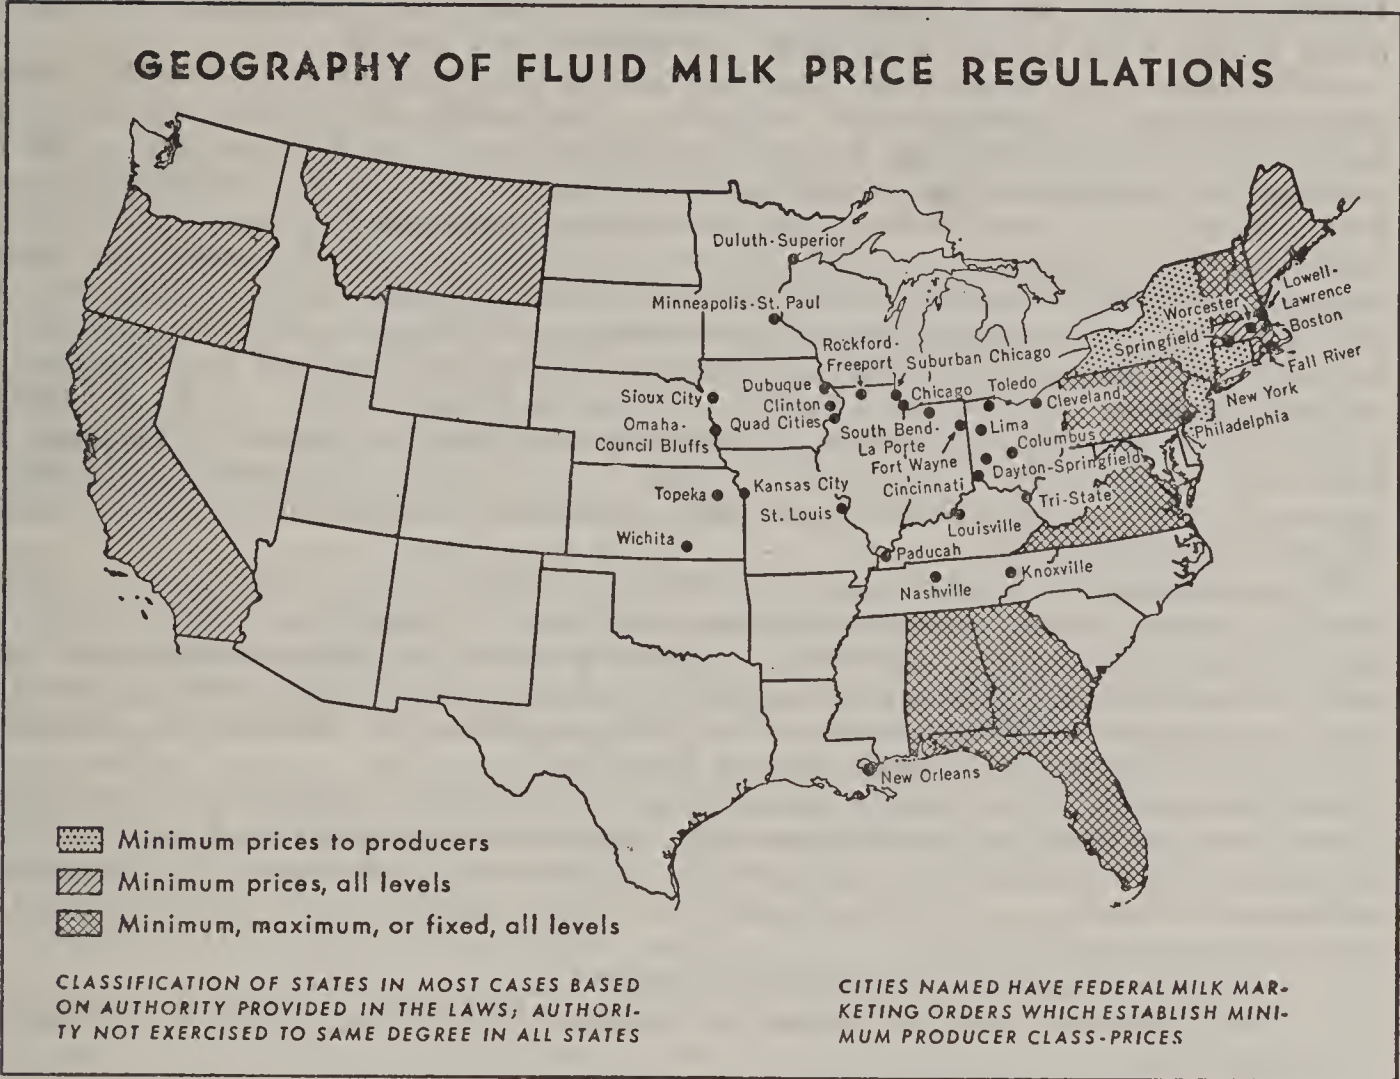 GEOGRAPHY OF FLUID MILK PRICE REGULATIONS
Duluth-Superior
Minneapolis-St. Paul
Rockford-
Freeport
Suburban Chicago
Sioux City
Dubuque
Clinton
Quad Cities
Omaha-
Council Bluffs
Chicago
Toledo
Cleveland
South Bend-
La Porte
Lima
Columbus
Fort Wayne
Dayton-Springfield
Cincinnati
Tri-State
Topeka
Kansas City
St. Louis
Wichita
Louisville
Paducah
Nashville
Knoxville
New Orleans
Lowell-
Lawrence
Worcester
Boston
Springfield
Fall River
New York
Philadelphia
Minimum prices to producers
Minimum prices, all levels
Minimum, maximum, or fixed, all levels
CLASSIFICATION OF STATES IN MOST CASES BASED
ON AUTHORITY PROVIDED IN THE LAWS; AUTHORI-
TY NOT EXERCISED TO SAME DEGREE IN ALL STATES
CITIES NAMED HAVE FEDERAL MILK MAR-
KETING ORDERS WHICH ESTABLISH MINI-
MUM PRODUCER CLASS-PRICES